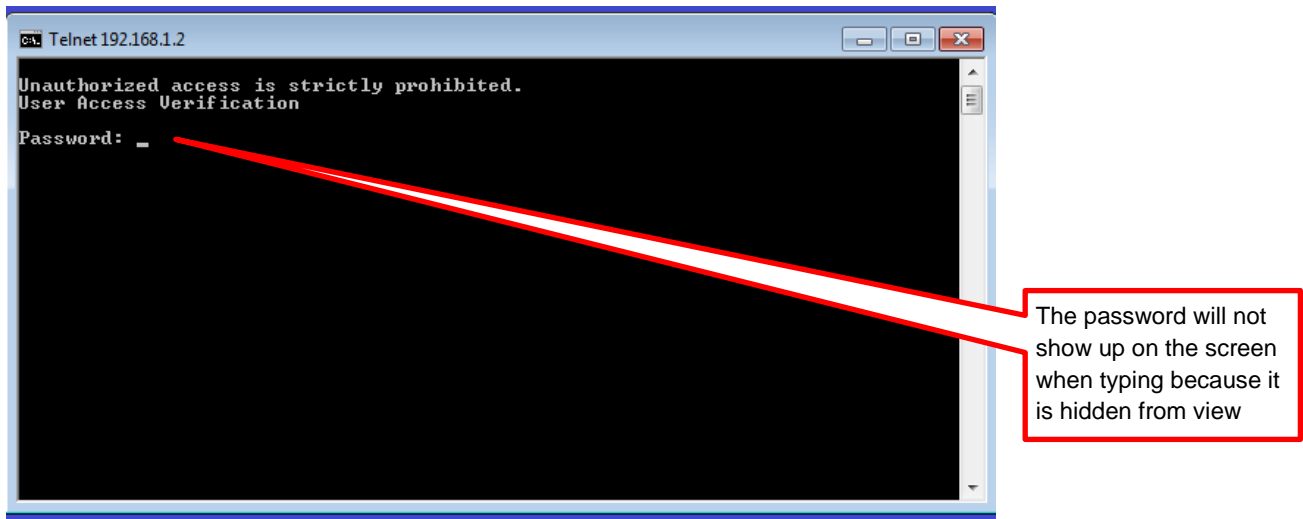 Telnet 192.168.1.2
Unauthorized access is strictly prohibited.
User Access Verification
Password: _
The password will not
show up on the screen
when typing because it
is hidden from view